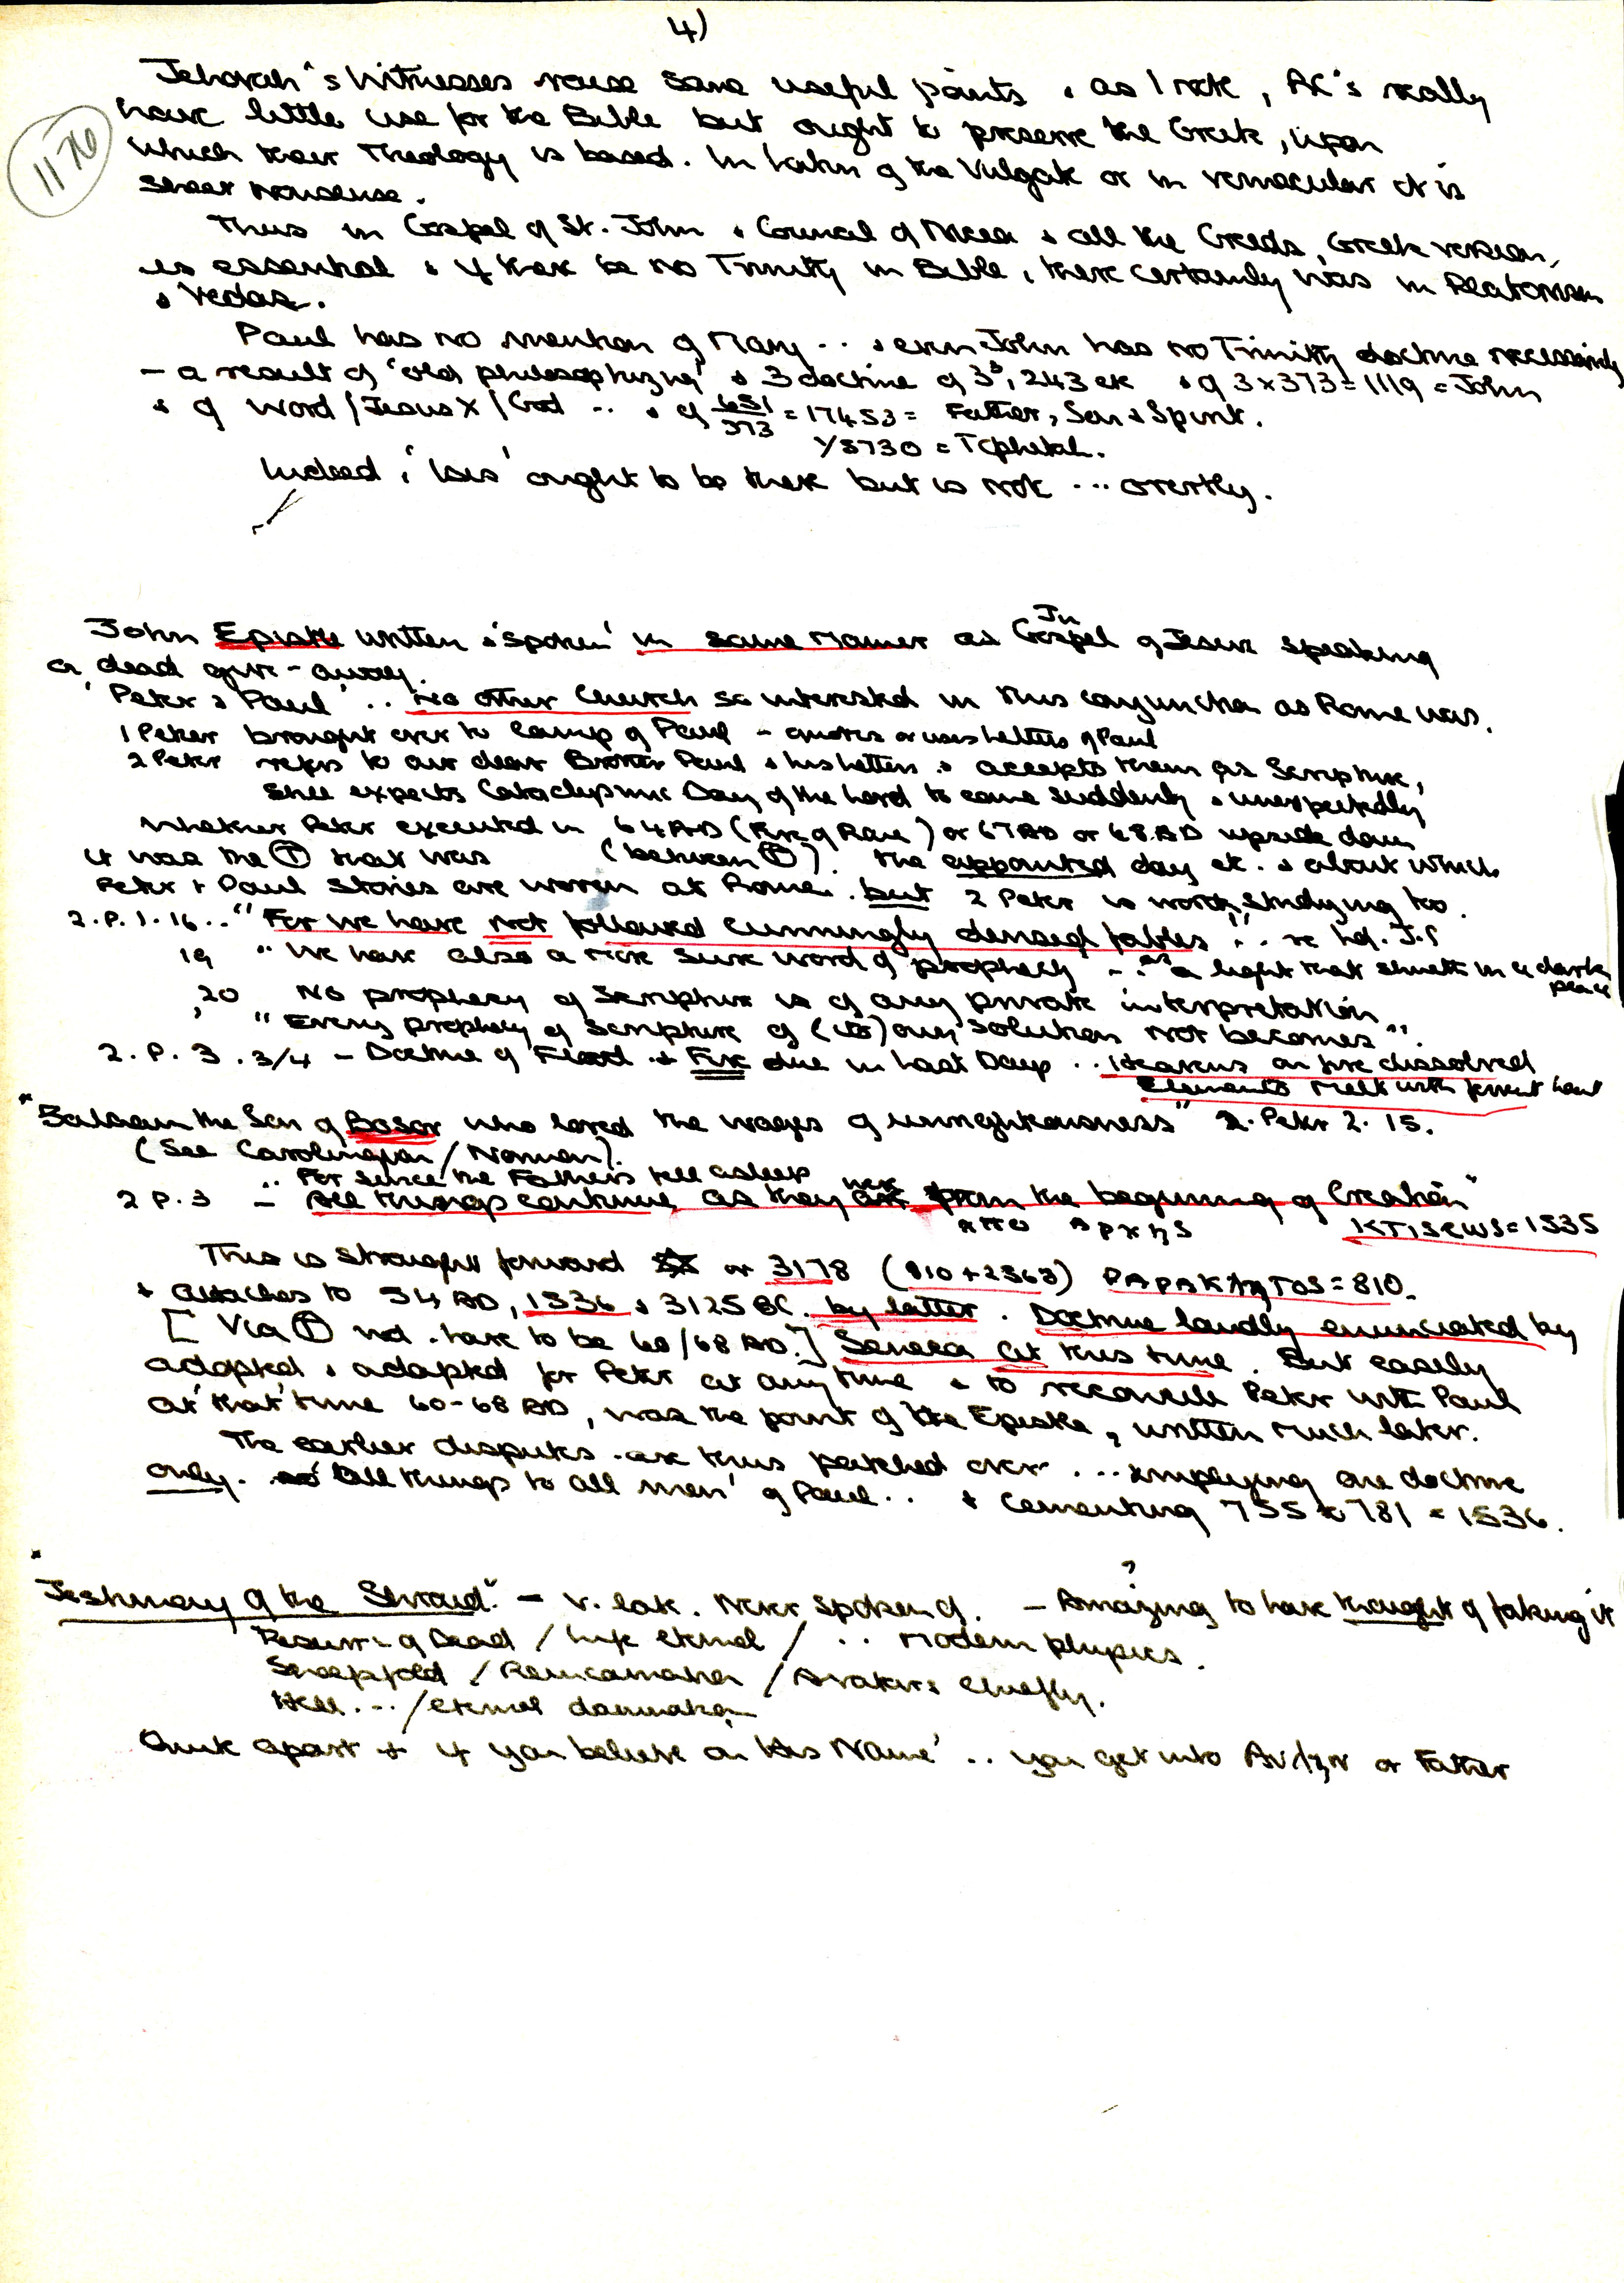 4)
1176
Jehovah's Witnesses raise some useful points & as I note, RC's really
have little use for the Bible but ought to preserve the Greek, upon
which their Theology is based. In Latin of the Vulgate or in vernacular it is
sheer nonsense.
Thus in Gospel of St. John & Council of Nicea & all the Creeds, Greek version
is essential & if there be no Trinity in Bible, there certainly was in Platonism
& Vedas.
Paul has no mention of Mary .. & even John has no Trinity doctrine necessarily
- a result of 'old philosophizing' & 3 doctrine of 3⁵, 243 etc & of 3 x 373 = 1119 = John
& of Word / Jesus X / God .. & of 651/373 = 17453 = Father, Son & Spirit.
1/5730 = Tephetah.
Indeed, 'Isis' ought to be there but is not ... overtly.
John Epistle written & 'spoken' in same manner as Jn Gospel of Jesus speaking
a dead give-away.
'Peter & Paul' .. No other Church so interested in this conjunction as Rome was.
1 Peter brought over to camp of Paul - quotes or uses letters of Paul
2 Peter refers to our dear Brother Paul & his letters & accepts them as Scripture,
still expects Cataclysmic Day of the Lord to come suddenly & unexpectedly
Whether Peter executed in 64 AD (Fire of Rome) or 67 AD or 68 AD upside down
it was the Ⓣ that was (between Ⓣ). The appointed day etc. & about which
Peter & Paul stories are woven at Rome. but 2 Peter is worth studying too.
2.P.1.16.. "For we have not followed cunningly devised fables" .. re Ld. J.C
19 "We have also a more sure word of prophecy" - .. "as a light that shineth in a dark place
, 20 No prophecy of Scripture is of any private interpretation
"Every prophecy of Scripture of (its) own solution not becomes".
2.P.3.3/4 - Doctrine of Flood & Fire due in Last Days .. Heavens on fire dissolved
Elements melt with fervent heat
"Balaam the Son of Bosor who loved the wages of unrighteousness" 2. Peter 2.15.
(See Carolingian / Norman).
.. For since the Fathers fell asleep
2 P.3 - All things continue as they were from the beginning of Creation"
απο αρχης KTISEWS = 1535
This is straight forward or 3178 (810+2368) PAPAKλητOS = 810.
& attaches to 54 AD, 1536 & 3125 BC. by latter. Doctrine loudly enunciated by
[Via Ⓣ not have to be 60/68 AD.] Seneca at this time. But easily
adopted & adapted for Peter at any time & to reconcile Peter with Paul
at 'that' time 60-68 AD, was the point of the Epistle, written much later.
The earlier disputes are thus patched over ... employing one doctrine
only. 'all things to all men' of Paul .. & cementing 755 to 781 = 1536.
"Testimony of the Shroud." - v. late. Never spoken of. - Amazing? to have thought of faking it
Resurr- of Dead / Life eternal / .. Modern physics.
Sheepfold / Reincarnation / Avatars chiefly.
Hell ... / eternal damnation
Quite apart & if you believe on His Name' .. you get into or Father